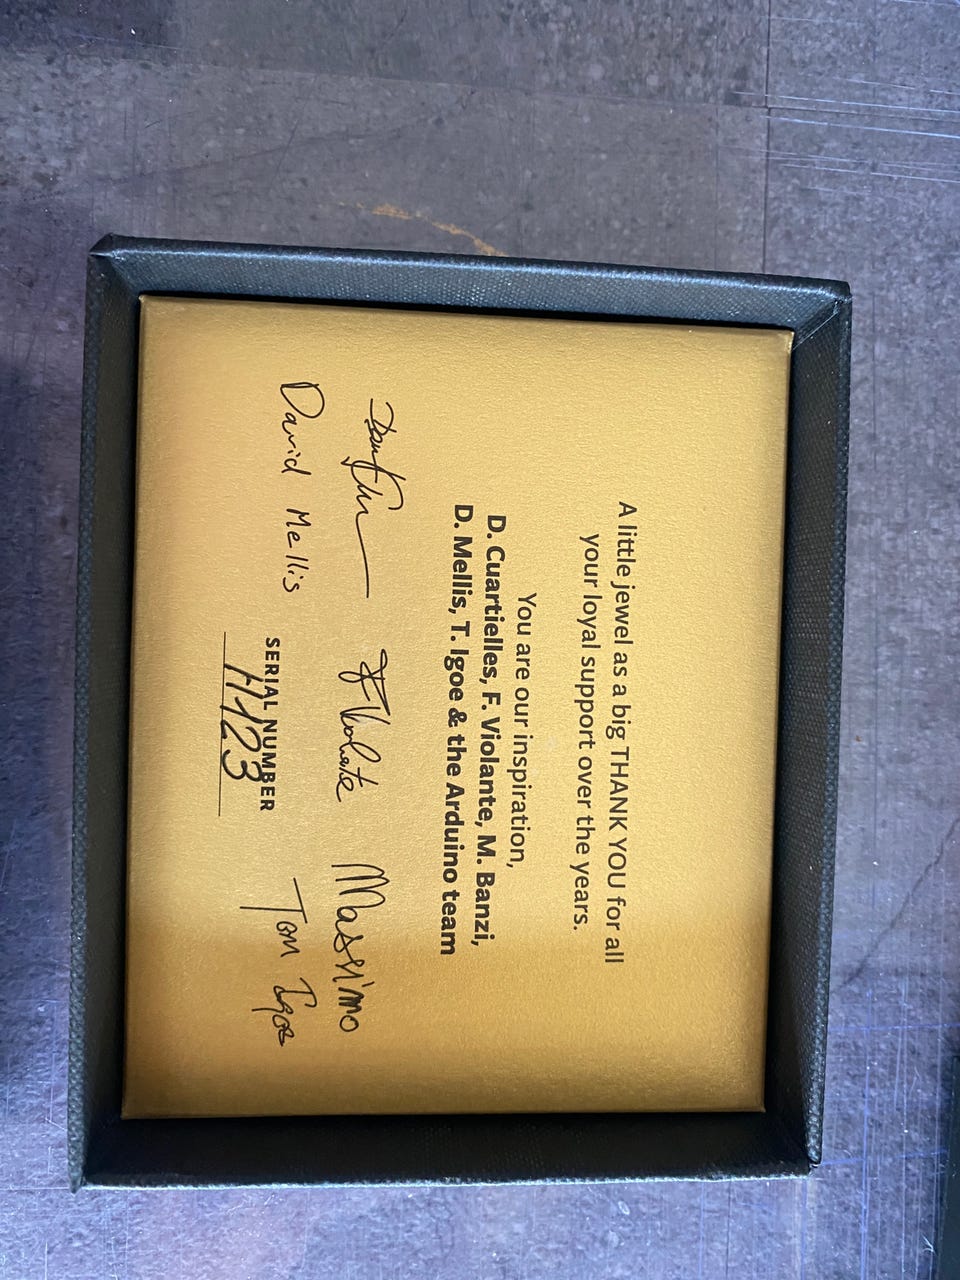 A little jewel as a big THANK YOU for all
your loyal support over the years.
You are our inspiration,
D. Cuartielles, F. Violante, M. Banzi,
D. Mellis, T. Igoe & the Arduino team
F Violante
Massimo
David Mellis
Tom Igoe
SERIAL NUMBER